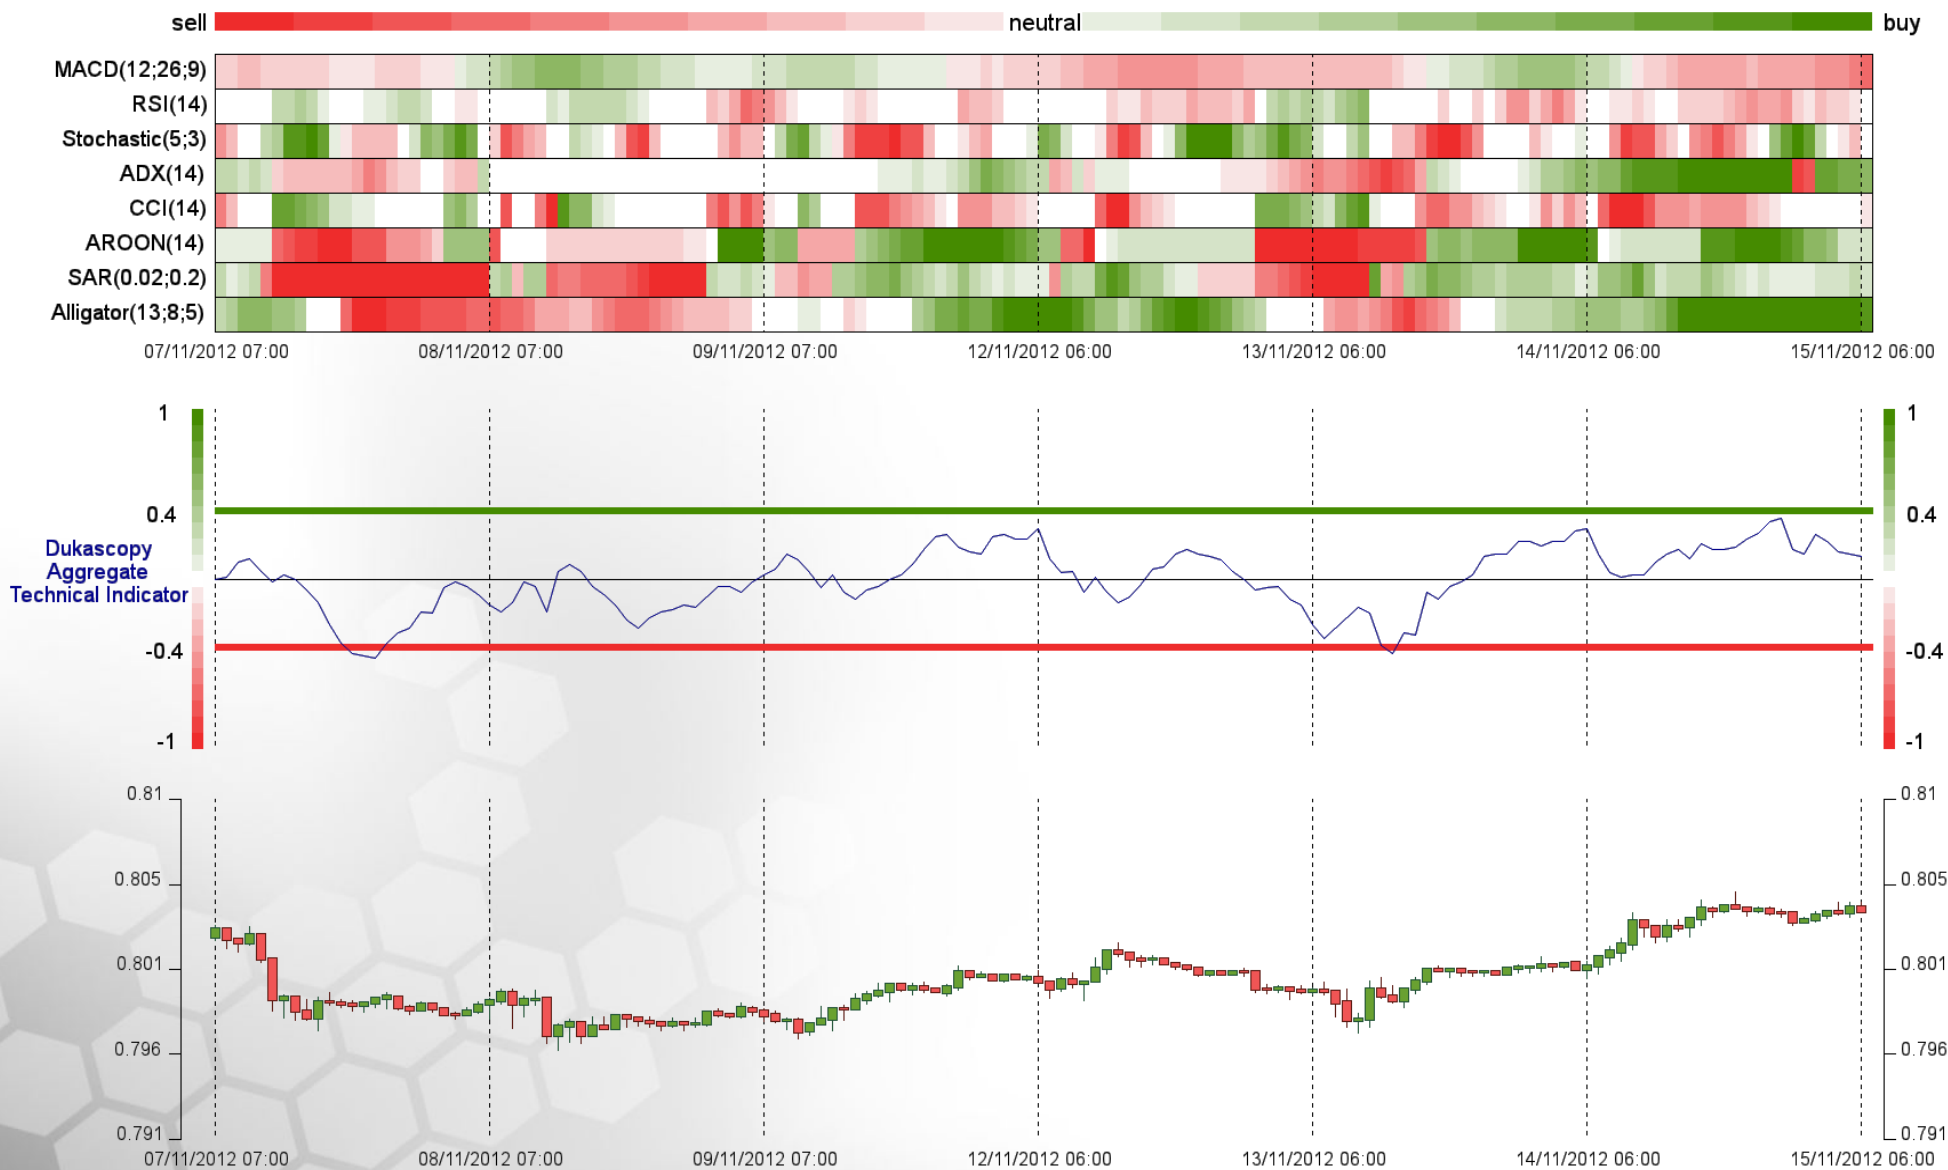 sell neutral buy
MACD(12;26;9)
RSI(14)
Stochastic(5;3)
ADX(14)
CCI(14)
AROON(14)
SAR(0.02;0.2)
Alligator(13;8;5)
07/11/2012 07:00 08/11/2012 07:00 09/11/2012 07:00 12/11/2012 06:00 13/11/2012 06:00 14/11/2012 06:00 15/11/2012 06:00
1 1
0.4 0.4
Dukascopy
Aggregate
Technical Indicator
-0.4 -0.4
-1 -1
0.81 0.81
0.805 0.805
0.801 0.801
0.796 0.796
0.791 0.791
07/11/2012 07:00 08/11/2012 07:00 09/11/2012 07:00 12/11/2012 06:00 13/11/2012 06:00 14/11/2012 06:00 15/11/2012 06:00